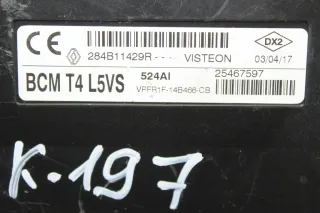 CE 284B11429R-- - VISTEON DX2 03/04/17
BCM T4 L5VS 524AI 25467597
VPFR1F-14B466-CB
K.197